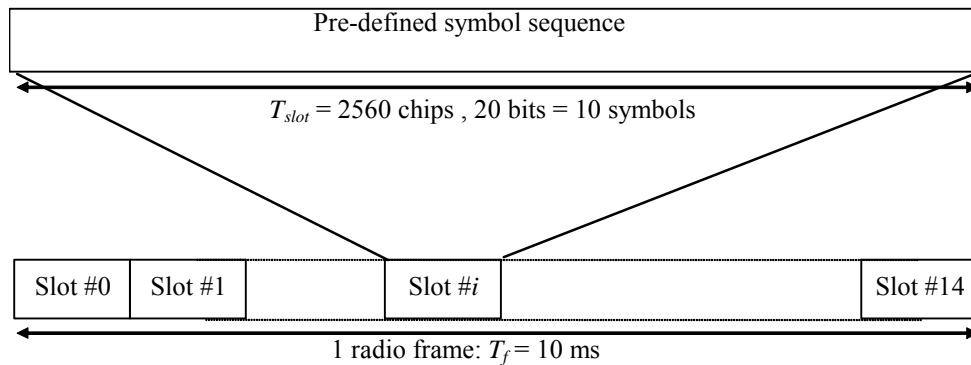 Pre-defined symbol sequence
T_slot = 2560 chips , 20 bits = 10 symbols
Slot #0 Slot #1 Slot #i Slot #14
1 radio frame: T_f = 10 ms